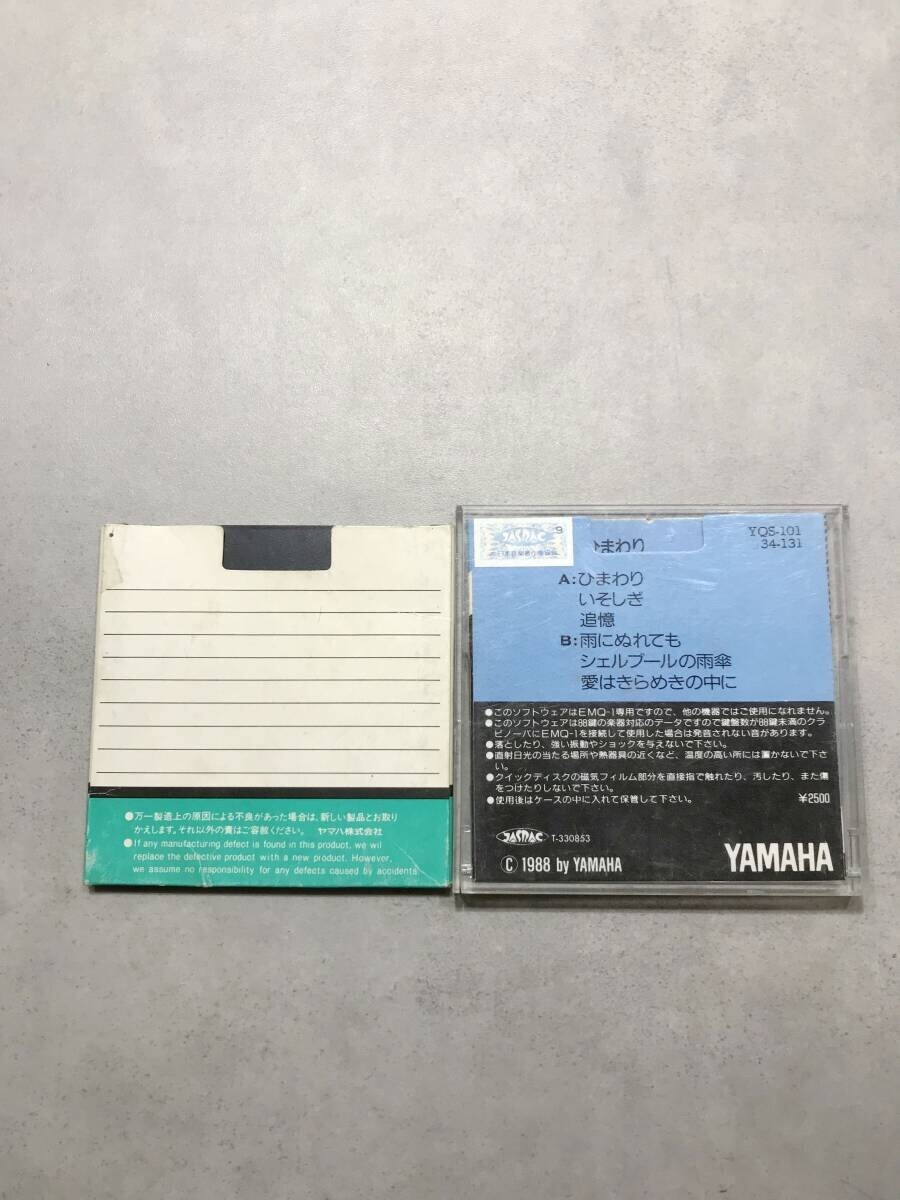 ●万一製造上の原因による不良があった場合は、新しい製品とお取り
かえします。それ以外の責はご容赦ください。 ヤマハ株式会社
●If any manufacturing defect is found in this product, we wil
replace the defective product with a new product. However,
we assume no responsibility for any defects caused by accidents
JASRAC
9
ひまわり
YQS-101
34-131
A:ひまわり
いそしぎ
追憶
B:雨にぬれても
シェルブールの雨傘
愛はきらめきの中に
●このソフトウェアはEMQ-1専用ですので、他の機器ではご使用になれません。
●このソフトウェアは88鍵の楽器対応のデータですので鍵盤数が88鍵未満のクラ
ビノーバにEMQ-1を接続して使用した場合は発音されない音があります。
●落としたり、強い振動やショックを与えないで下さい。
●直射日光の当たる場所や熱器具の近くなど、温度の高い所には置かないで下さ
い。
●クイックディスクの磁気フィルム部分を直接指で触れたり、汚したり、また傷
をつけたりしないで下さい。
●使用後はケースの中に入れて保管して下さい。 ¥2500
JASRAC T-330853
© 1988 by YAMAHA
YAMAHA